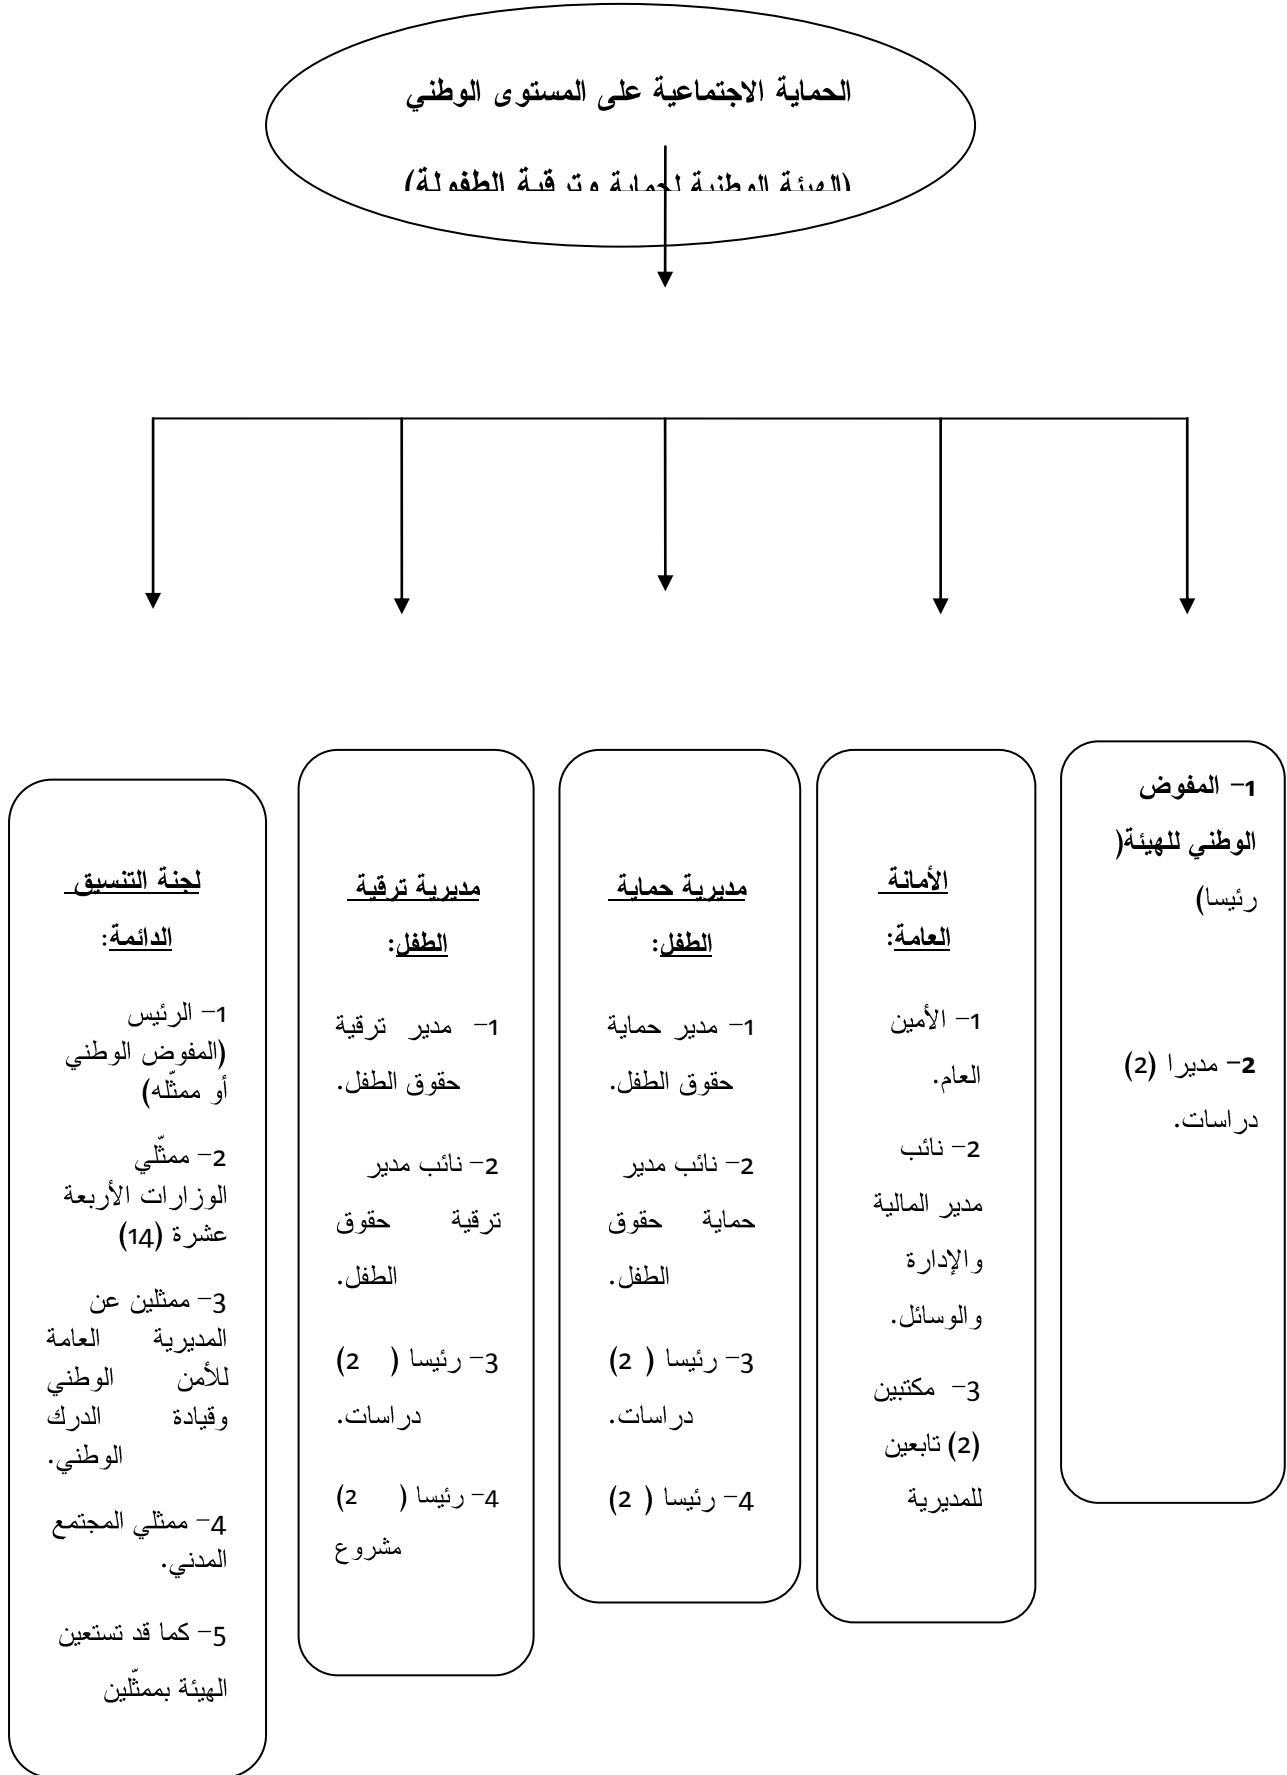 الحماية الاجتماعية على المستوى الوطني
(الهيئة الوطنية لحماية وترقية الطفولة)
1- المفوض
الوطني للهيئة(
رئيسا)
2- مديرا (2)
دراسات.
الأمانة
العامة:
1- الأمين
العام.
2- نائب
مدير المالية
والإدارة
والوسائل.
3- مكتبين
(2) تابعين
للمديرية
مديرية حماية
الطفل:
1- مدير حماية
حقوق الطفل.
2- نائب مدير
حماية حقوق
الطفل.
3- رئيسا ( 2)
دراسات.
4- رئيسا ( 2)
مديرية ترقية
الطفل:
1- مدير ترقية
حقوق الطفل.
2- نائب مدير
ترقية حقوق
الطفل.
3- رئيسا ( 2)
دراسات.
4- رئيسا ( 2)
مشروع
لجنة التنسيق
الدائمة:
1- الرئيس
(المفوض الوطني
أو ممثّله)
2- ممثّلي
الوزارات الأربعة
عشرة (14)
3- ممثلين عن
المديرية العامة
للأمن الوطني
وقيادة الدرك
الوطني.
4- ممثلي المجتمع
المدني.
5- كما قد تستعين
الهيئة بممثّلين